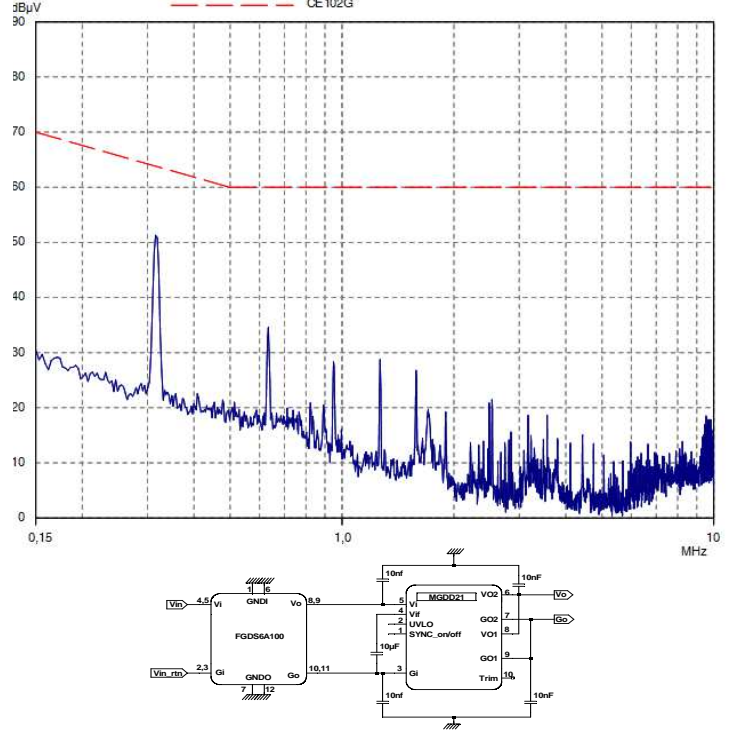 dBµV
CE102G
90
80
70
60
50
40
30
20
10
0
0,15
1,0
10
MHz
10nf
10nF
1
6
GNDI
Vin
4,5
Vi
Vo
8,9
FGDS6A100
Vin_rtn
2,3
Gi
Go
10,11
GNDO
7
12
10µF
MGDD21
5
Vi
4
Vif
2
UVLO
1
SYNC_on/off
3
Gi
VO2
6
Vo
GO2
7
Go
VO1
8
GO1
9
Trim
10
10nf
10nF